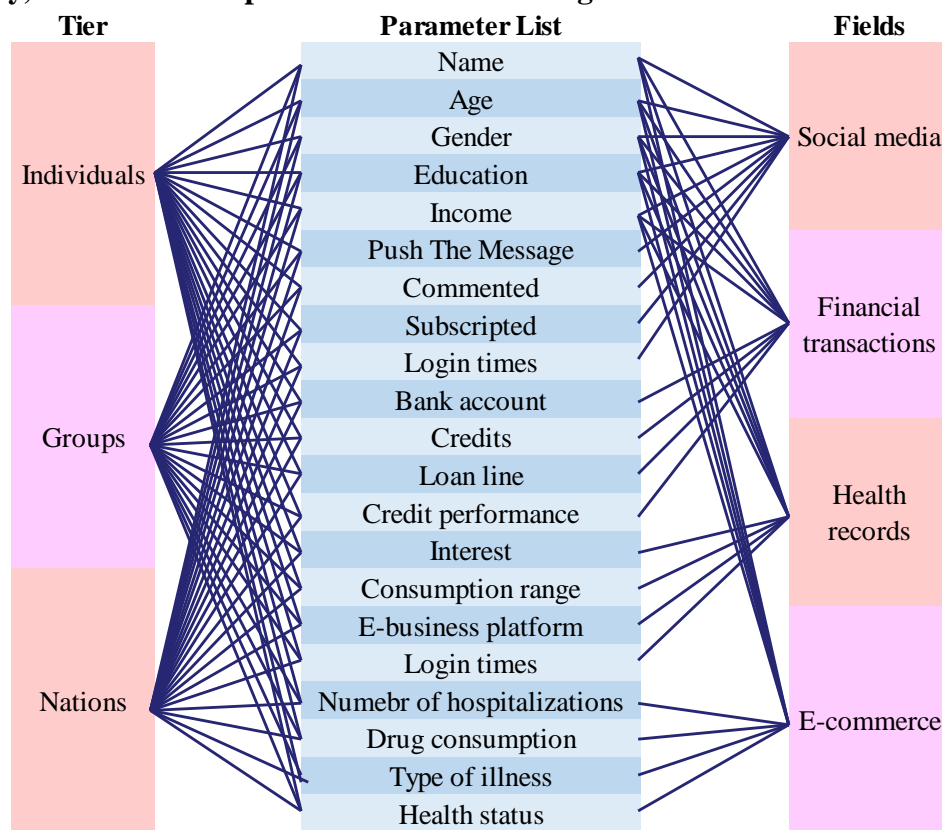 Tier
Parameter List
Fields
Individuals
Groups
Nations
Name
Age
Gender
Education
Income
Push The Message
Commented
Subscripted
Login times
Bank account
Credits
Loan line
Credit performance
Interest
Consumption range
E-business platform
Login times
Numebr of hospitalizations
Drug consumption
Type of illness
Health status
Social media
Financial
transactions
Health
records
E-commerce